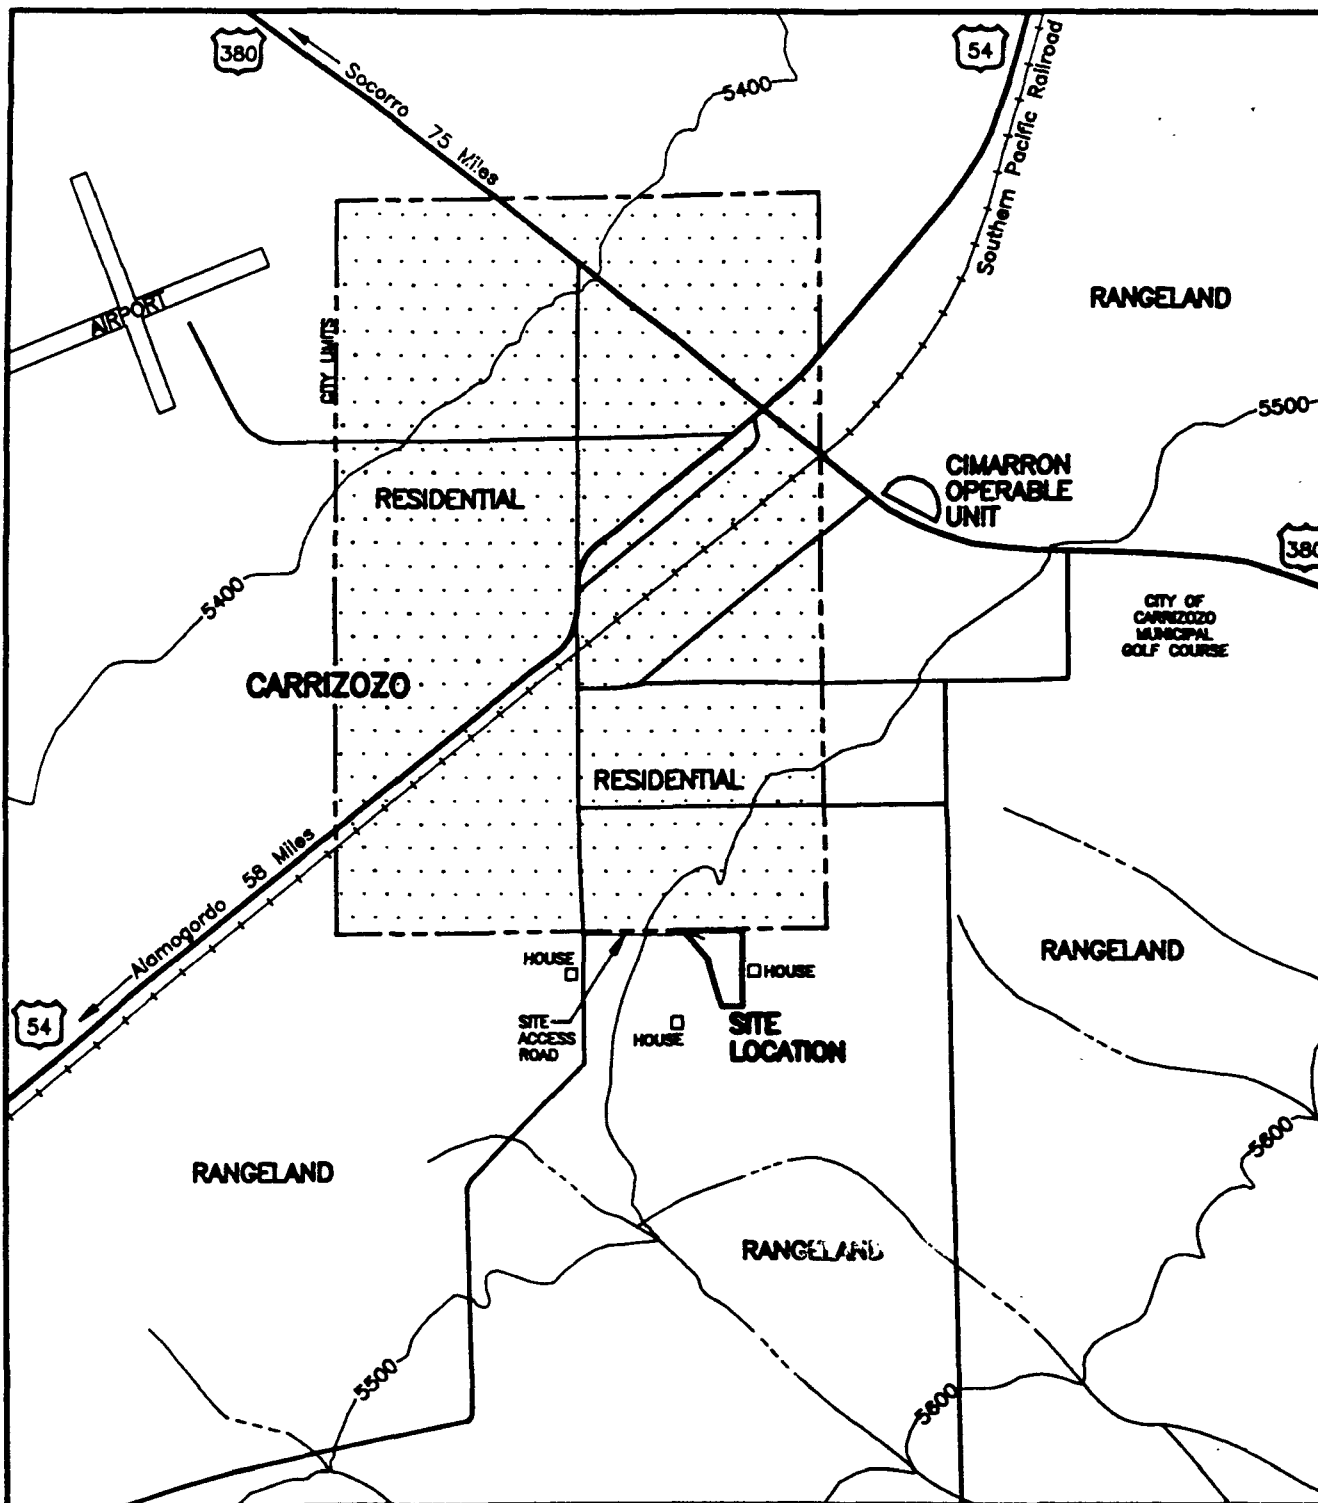 380
54
Socorro 75 Miles
Southern Pacific Railroad
5400
AIRPORT
CITY LIMITS
RANGELAND
5500
CIMARRON
OPERABLE
UNIT
RESIDENTIAL
380
5400
CITY OF
CARRIZOZO
MUNICIPAL
GOLF COURSE
CARRIZOZO
RESIDENTIAL
Alamogordo 58 Miles
RANGELAND
HOUSE
HOUSE
54
SITE
ACCESS
ROAD
HOUSE
SITE
LOCATION
5600
RANGELAND
RANGELAND
5500
5600